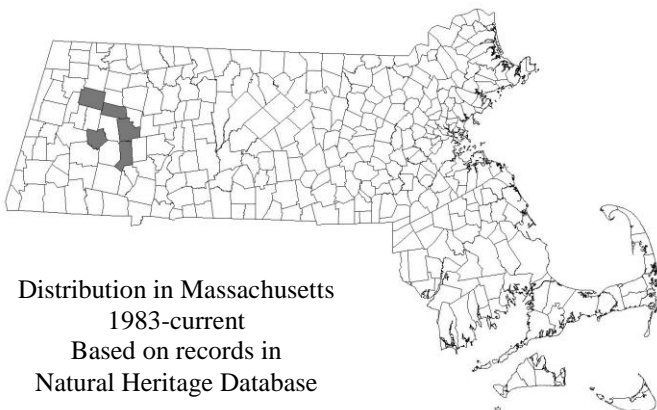 Distribution in Massachusetts
1983-current
Based on records in
Natural Heritage Database